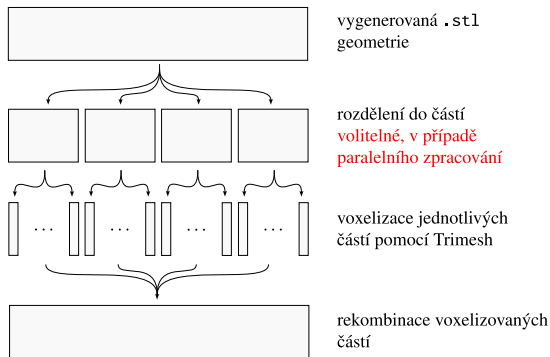 vygenerovaná .stl
geometrie
rozdělení do částí
volitelné, v případě
paralelního zpracování
... ... ... ...
voxelizace jednotlivých
částí pomocí Trimesh
rekombinace voxelizovaných
částí